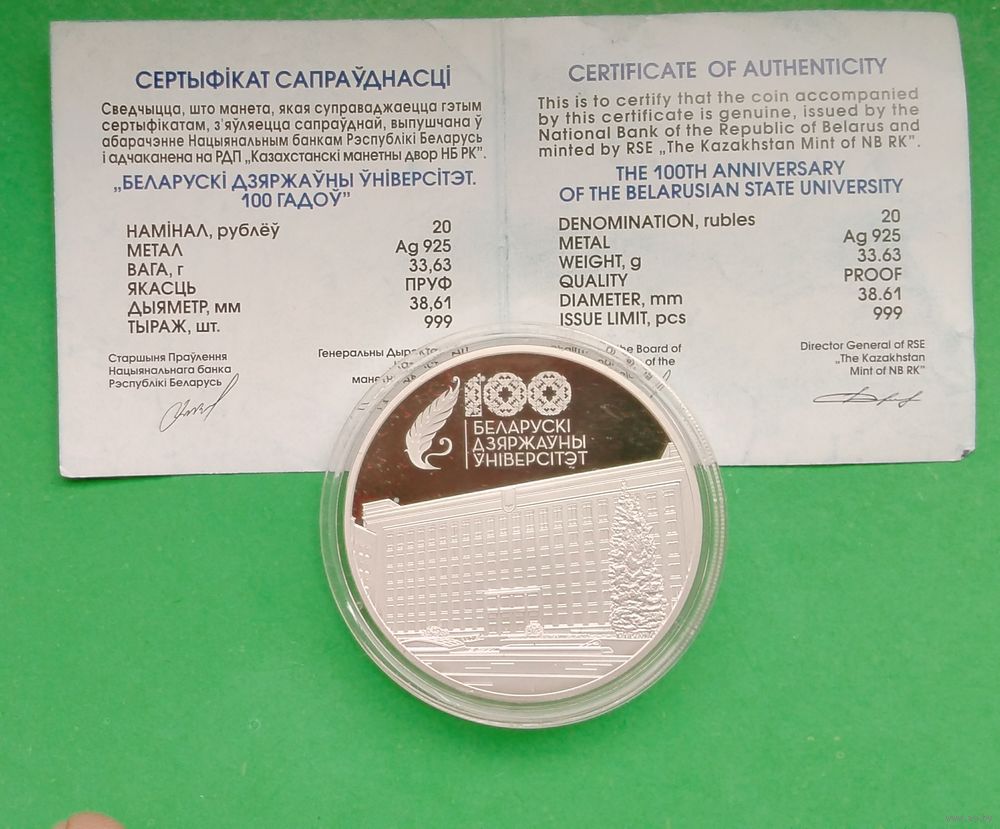 СЕРТЫФІКАТ САПРАЎДНАСЦІ
Сведчыцца, што манета, якая суправаджаецца гэтым
сертыфікатам, з'яўляецца сапраўднай, выпушчана ў
абарачэнне Нацыянальным банкам Рэспублікі Беларусь
і адчаканена на РДП „Казахстанскі манетны двор НБ РК”.
„БЕЛАРУСКІ ДЗЯРЖАЎНЫ ЎНІВЕРСІТЭТ.
100 ГАДОЎ”
НАМІНАЛ, рублёў 20
МЕТАЛ Ag 925
ВАГА, г 33,63
ЯКАСЦЬ ПРУФ
ДЫЯМЕТР, мм 38,61
ТЫРАЖ, шт. 999
Старшыня Праўлення
Нацыянальнага банка
Рэспублікі Беларусь
Генеральны
CERTIFICATE OF AUTHENTICITY
This is to certify that the coin accompanied
by this certificate is genuine, issued by the
National Bank of the Republic of Belarus and
minted by RSE „The Kazakhstan Mint of NB RK”.
THE 100TH ANNIVERSARY
OF THE BELARUSIAN STATE UNIVERSITY
DENOMINATION, rubles 20
METAL Ag 925
WEIGHT, g 33.63
QUALITY PROOF
DIAMETER, mm 38.61
ISSUE LIMIT, pcs 999
the Board of
of the
Director General of RSE
„The Kazakhstan
Mint of NB RK”
100
БЕЛАРУСКІ
ДЗЯРЖАЎНЫ
ЎНІВЕРСІТЭТ